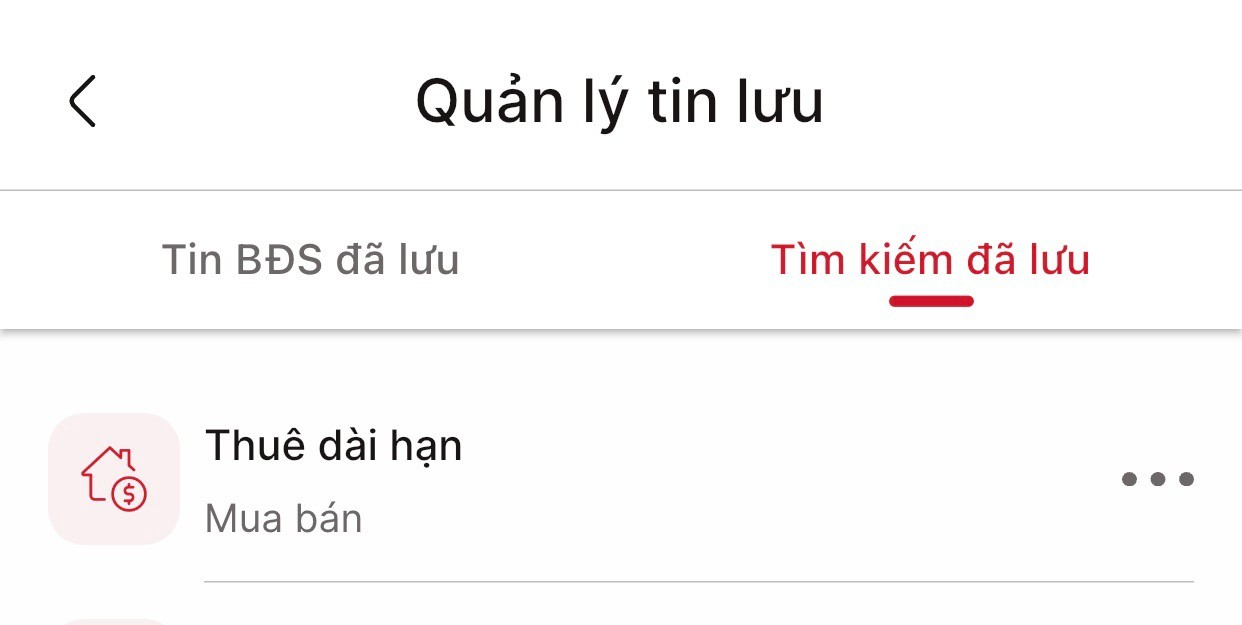 Quản lý tin lưu
Tin BĐS đã lưu
Tìm kiếm đã lưu
Thuê dài hạn
Mua bán